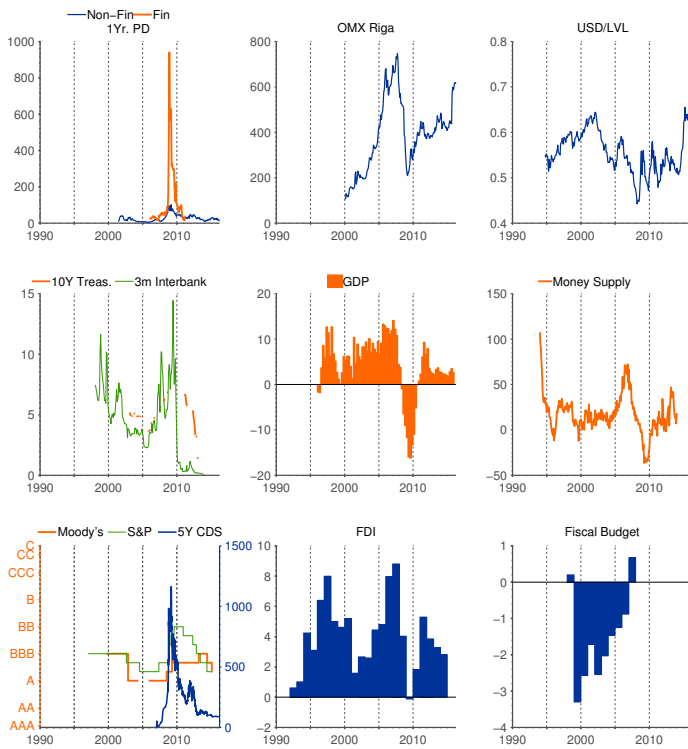 Non-Fin Fin
1Yr. PD
OMX Riga
USD/LVL
1000
800
600
400
200
0
1990 2000 2010
800
600
400
200
0
1990 2000 2010
0.8
0.7
0.6
0.5
0.4
1990 2000 2010
10Y Treas. 3m Interbank
GDP
Money Supply
15
10
5
0
1990 2000 2010
20
10
0
−10
−20
1990 2000 2010
150
100
50
0
−50
1990 2000 2010
Moody's S&P 5Y CDS
FDI
Fiscal Budget
C
CC
CCC
B
BB
BBB
A
AA
AAA
1500
1000
500
0
1990 2000 2010
10
8
6
4
2
0
−2
1990 2000 2010
1
0
−1
−2
−3
−4
1990 2000 2010